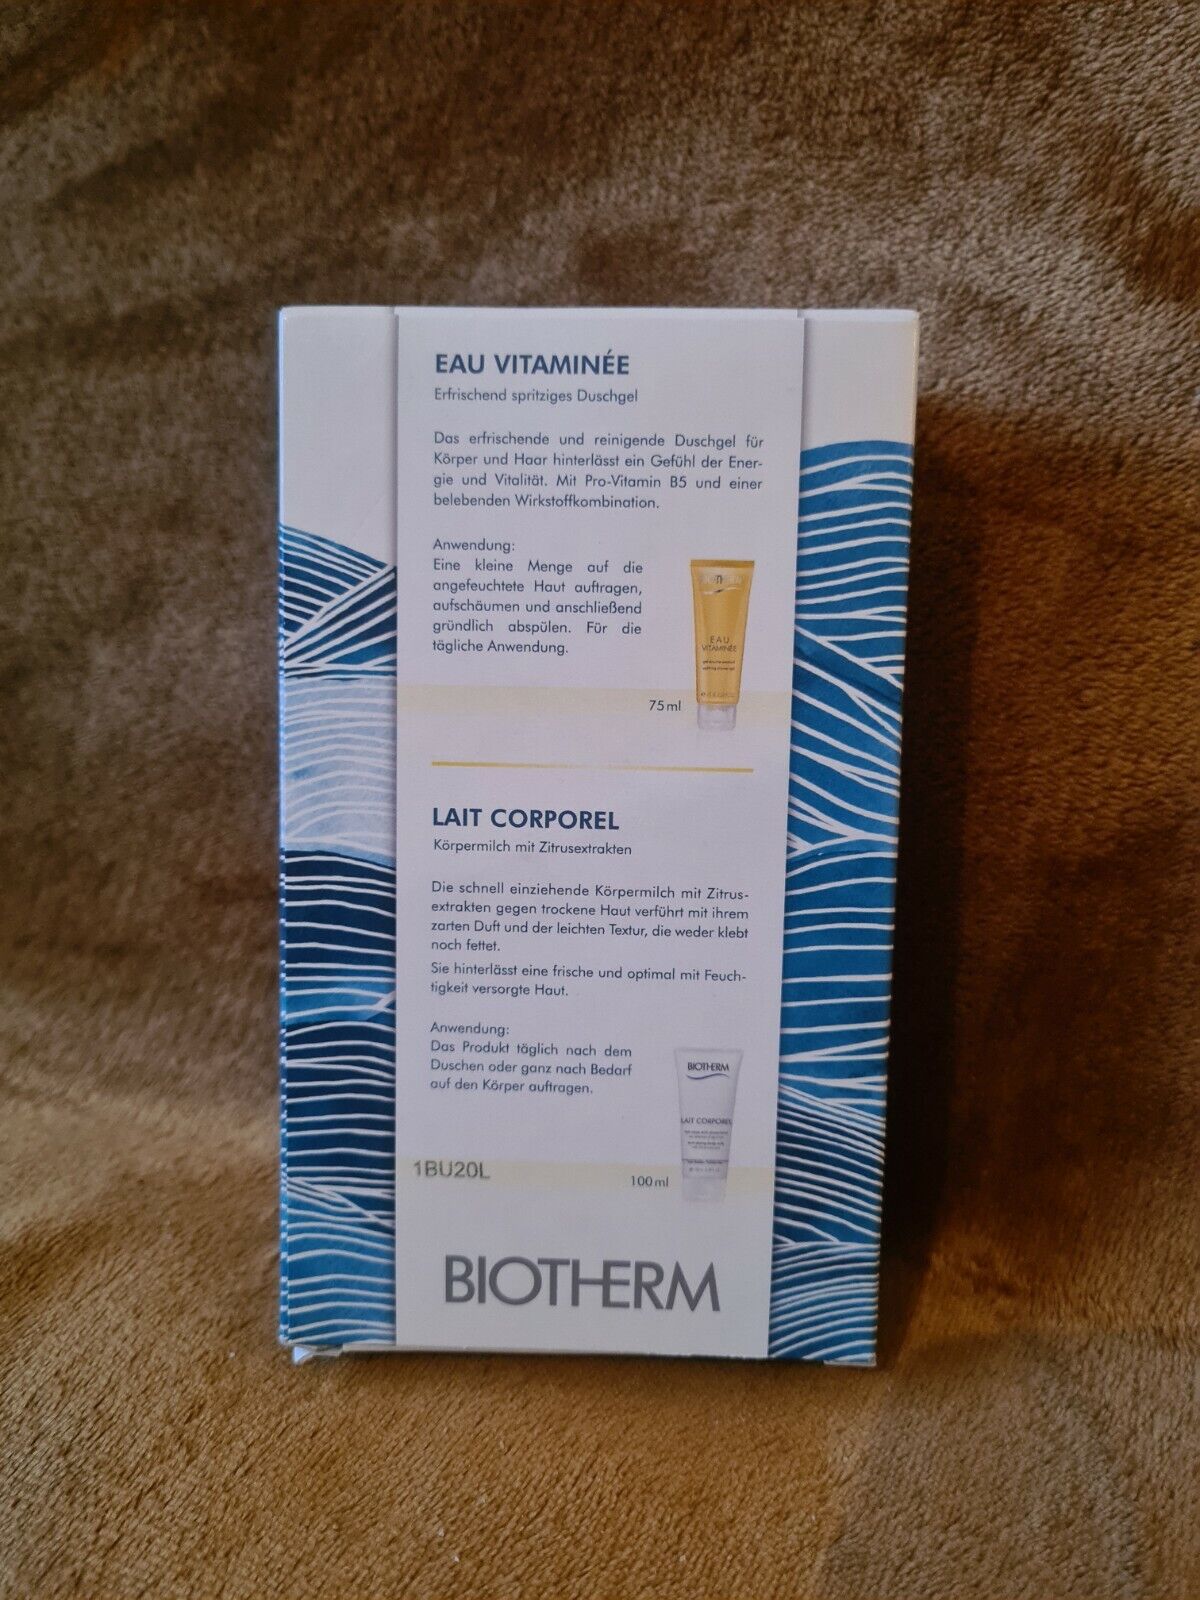 EAU VITAMINÉE
Erfrischend spritziges Duschgel
Das erfrischende und reinigende Duschgel für
Körper und Haar hinterlässt ein Gefühl der Ener-
gie und Vitalität. Mit Pro-Vitamin B5 und einer
belebenden Wirkstoffkombination.
Anwendung:
Eine kleine Menge auf die
angefeuchtete Haut auftragen,
aufschäumen und anschließend
gründlich abspülen. Für die
tägliche Anwendung.
EAU
VITAMINÉE
75 ml
LAIT CORPOREL
Körpermilch mit Zitrusextrakten
Die schnell einziehende Körpermilch mit Zitrus-
extrakten gegen trockene Haut verführt mit ihrem
zarten Duft und der leichten Textur, die weder klebt
noch fettet.
Sie hinterlässt eine frische und optimal mit Feuch-
tigkeit versorgte Haut.
Anwendung:
Das Produkt täglich nach dem
Duschen oder ganz nach Bedarf
auf den Körper auftragen.
BIOTHERM
LAIT CORPOREL
1BU20L
100 ml
BIOTHERM